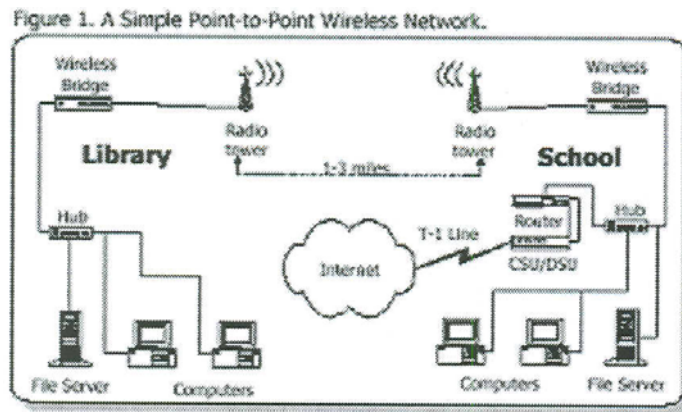 Figure 1. A Simple Point-to-Point Wireless Network.
Wireless
Bridge
Radio
tower
Library
Radio
tower
Wireless
Bridge
School
1-3 miles
Hub
Router
Hub
T-1 Line
CSU/DSU
Internet
File Server
Computers
Computers
File Server